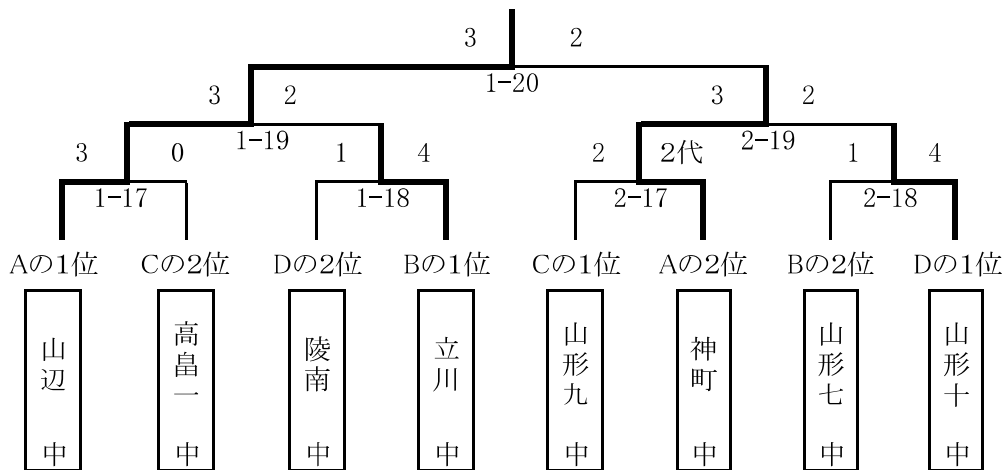 3 2
1-20
3 2 3 2
1-19 2-19
3 0 1 4 2 2代 1 4
1-17 1-18 2-17 2-18
Aの1位 Cの2位 Dの2位 Bの1位 Cの1位 Aの2位 Bの2位 Dの1位
山辺中
高畠一中
陵南中
立川中
山形九中
神町中
山形七中
山形十中